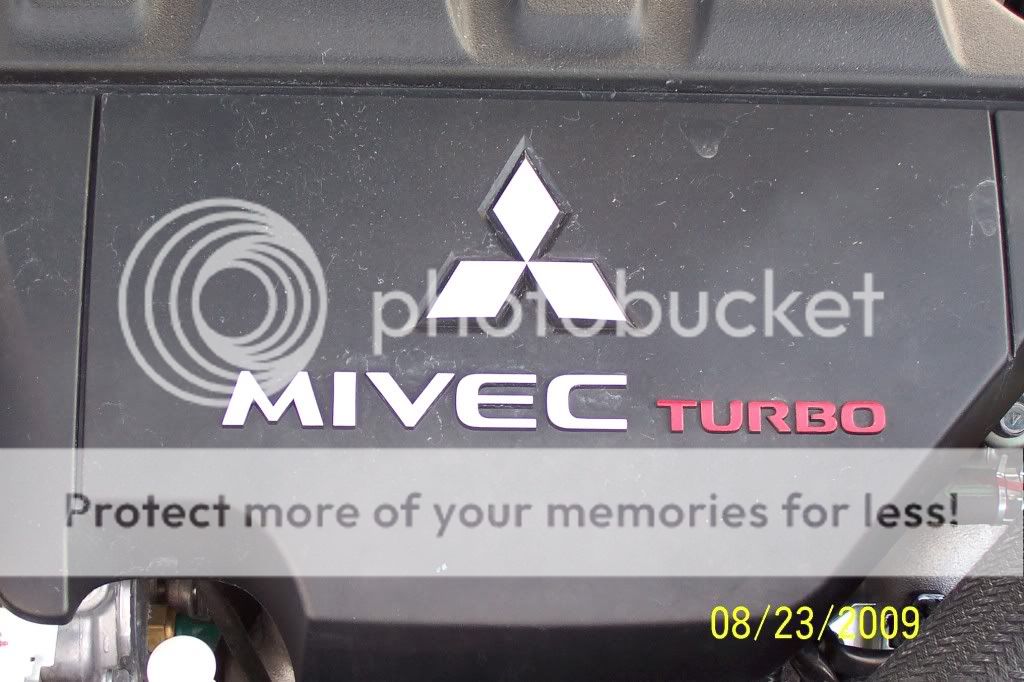 photobucket
MIVEC TURBO
Protect more of your memories for less!
08/23/2009